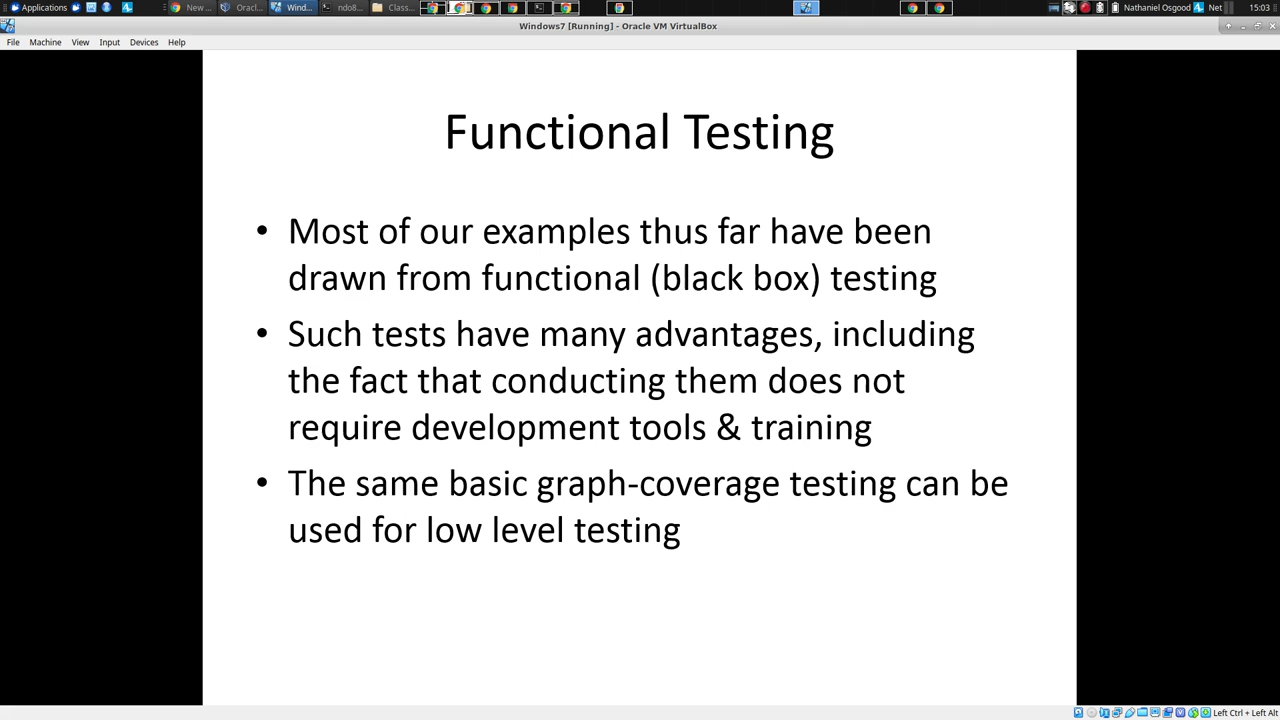 Applications
New ...
Oracl...
Wind...
ndo8...
Class...
Nathaniel Osgood
Net
15:03
Windows7 [Running] - Oracle VM VirtualBox
File Machine View Input Devices Help
Functional Testing
• Most of our examples thus far have been
drawn from functional (black box) testing
• Such tests have many advantages, including
the fact that conducting them does not
require development tools & training
• The same basic graph-coverage testing can be
used for low level testing
Left Ctrl + Left Alt